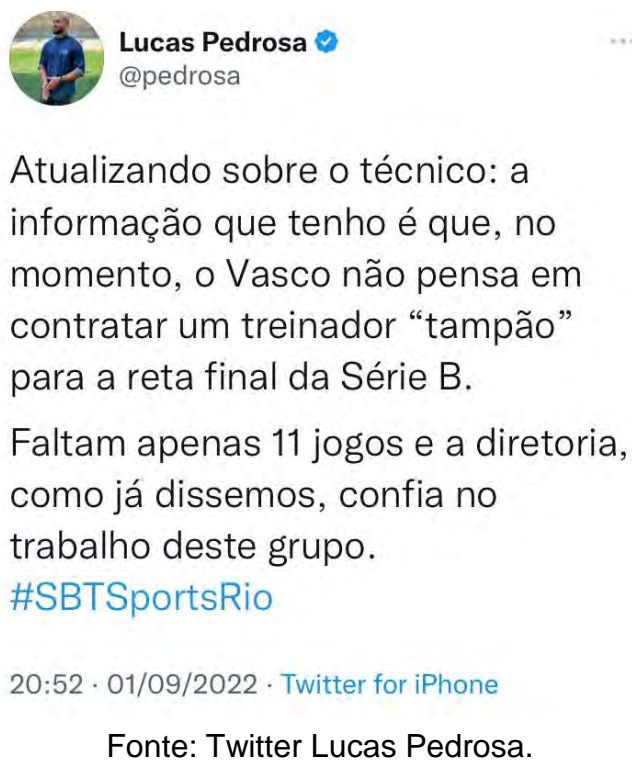 Lucas Pedrosa
@pedrosa
Atualizando sobre o técnico: a
informação que tenho é que, no
momento, o Vasco não pensa em
contratar um treinador “tampão”
para a reta final da Série B.
Faltam apenas 11 jogos e a diretoria,
como já dissemos, confia no
trabalho deste grupo.
#SBTSportsRio
20:52 · 01/09/2022 · Twitter for iPhone
Fonte: Twitter Lucas Pedrosa.